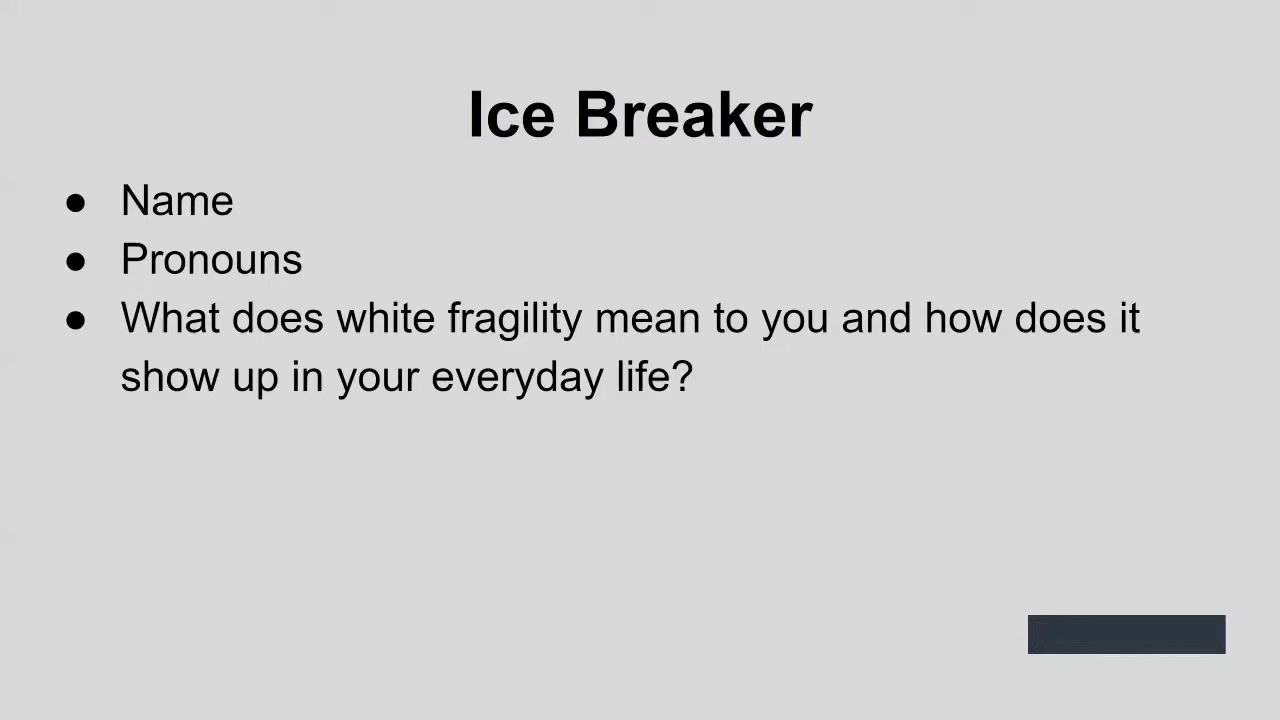 Ice Breaker
● Name
● Pronouns
● What does white fragility mean to you and how does it
show up in your everyday life?